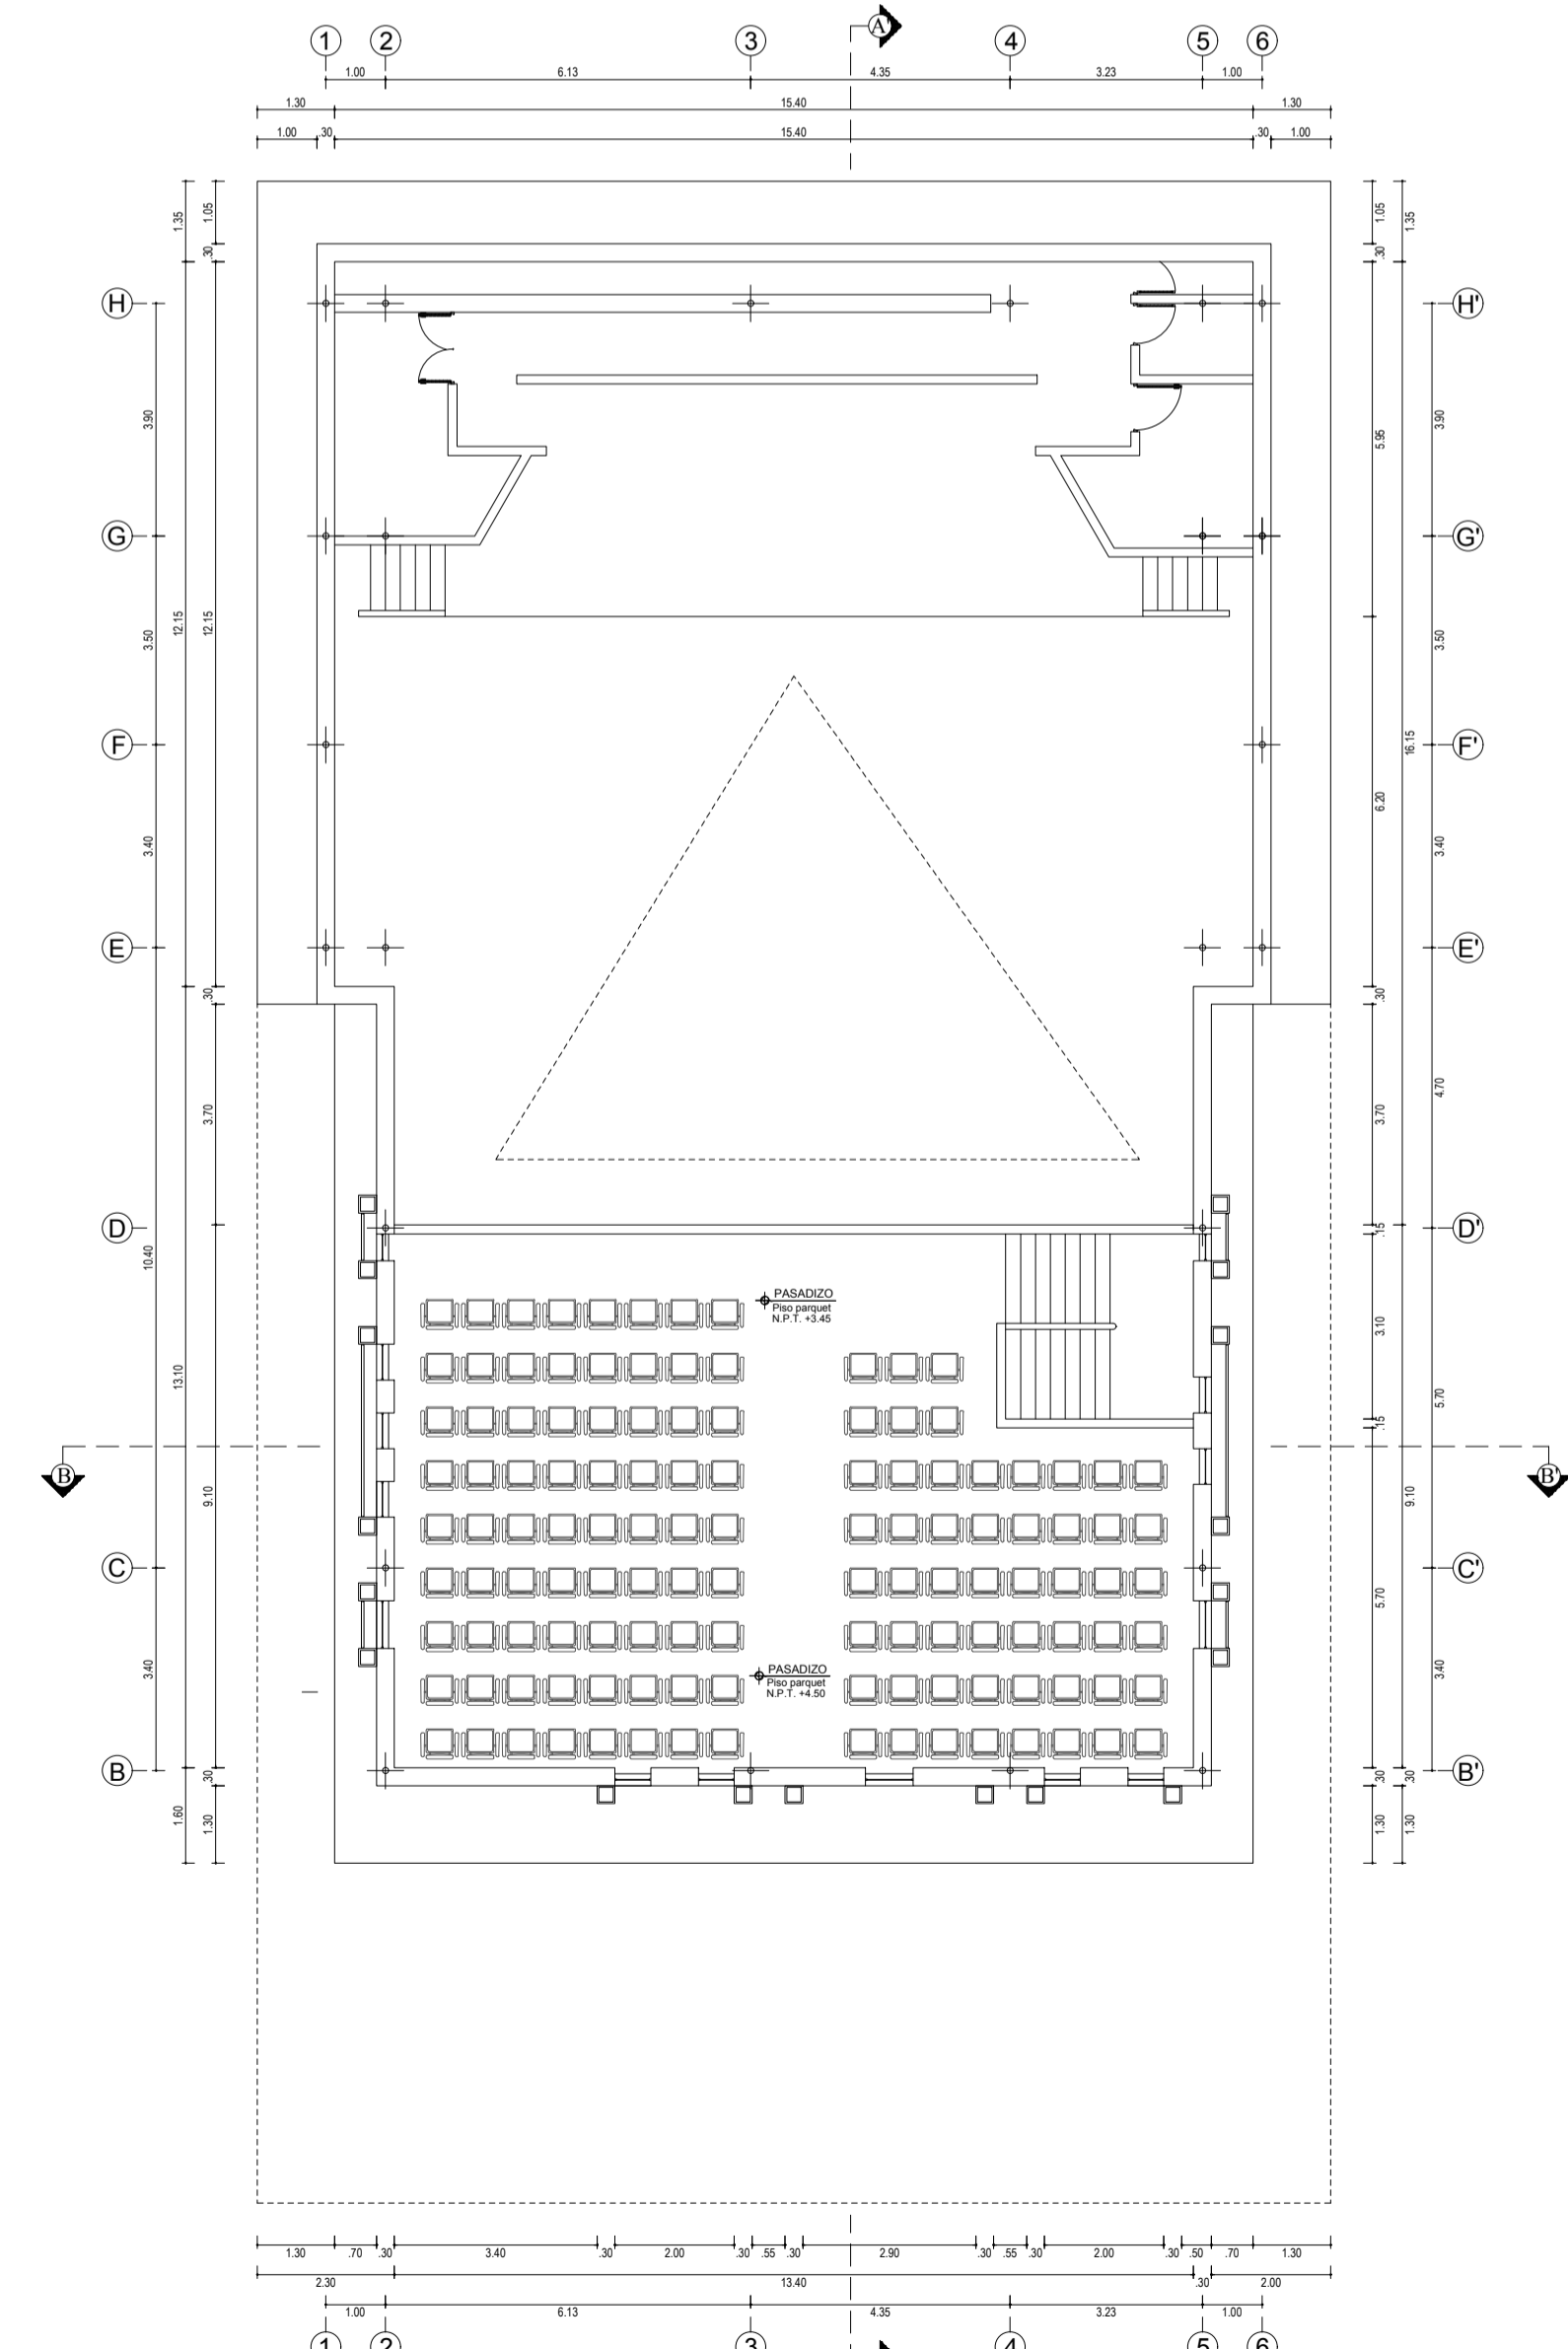 A'
1 2 3 4 5 6
1.00 6.13 4.35 3.23 1.00
1.30 15.40 1.30
1.00 .30 15.40 .30 1.00
1.35 1.05 1.05 1.35
.30 .30
H H'
3.90 5.95 3.90
G G'
12.15 12.15
3.50 3.50
F F'
16.15
6.20
3.40 3.40
E E'
.30 .30
3.70 3.70 4.70
D D'
.15
10.40
PASADIZO
Piso parquet
N.P.T. +3.45
3.10
13.10 5.70
.15
B B'
9.10 9.10
C C'
5.70
3.40 3.40
PASADIZO
Piso parquet
N.P.T. +4.50
B B'
.30 .30 .30
1.60 1.30 1.30 1.30
1.30 .70 .30 3.40 .30 2.00 .30 .55 .30 2.90 .30 .55 .30 2.00 .30 .50 .70 1.30
2.30 13.40 .30 2.00
1.00 6.13 4.35 3.23 1.00
1 2 3 4 5 6